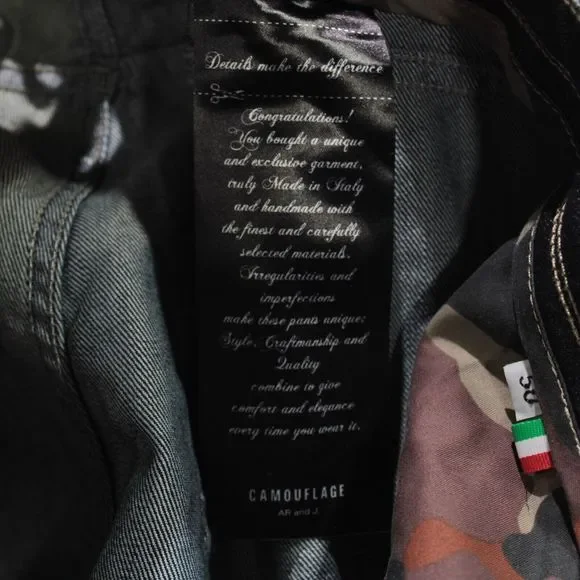 Details make the difference
Congratulations!
You bought a unique
and exclusive garment,
truly Made in Italy
and handmade with
the finest and carefully
selected materials.
Irregularities and
imperfections
make these pants unique;
Style, Craftmanship and
Quality
combine to give
comfort and elegance
every time you wear it.
CAMOUFLAGE
AR and J.
50